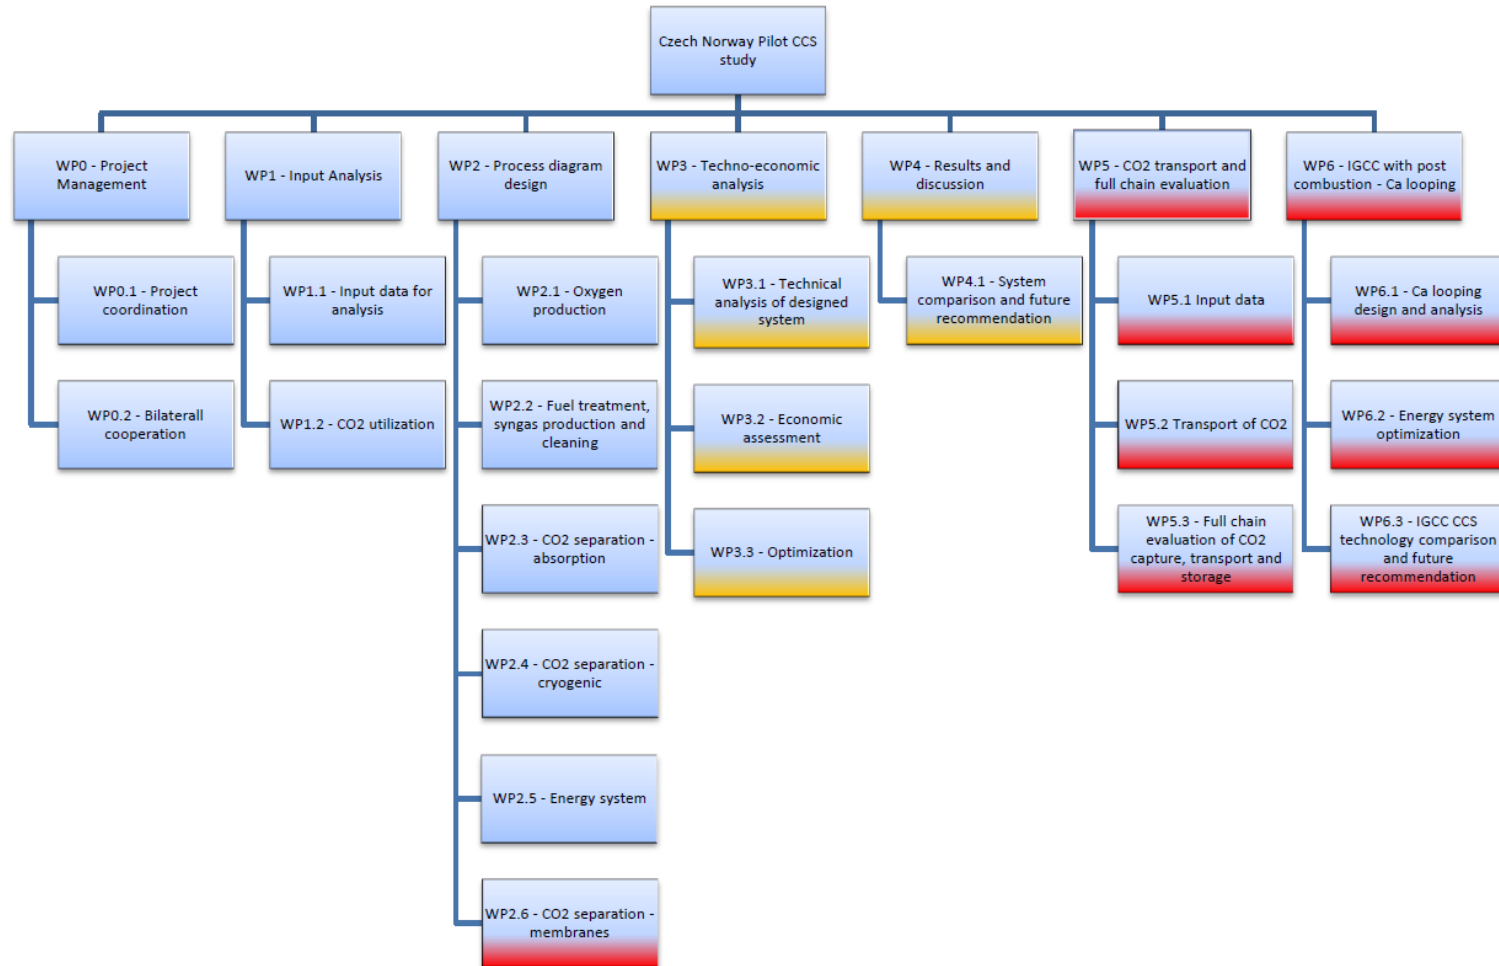 Czech Norway Pilot CCS
study
WP0 - Project
Management
WP1 - Input Analysis
WP2 - Process diagram
design
WP3 - Techno-economic
analysis
WP4 - Results and
discussion
WP5 - CO2 transport and
full chain evaluation
WP6 - IGCC with post
combustion - Ca looping
WP0.1 - Project
coordination
WP0.2 - Bilaterall
cooperation
WP1.1 - Input data for
analysis
WP1.2 - CO2 utilization
WP2.1 - Oxygen
production
WP2.2 - Fuel treatment,
syngas production and
cleaning
WP2.3 - CO2 separation -
absorption
WP2.4 - CO2 separation -
cryogenic
WP2.5 - Energy system
WP2.6 - CO2 separation -
membranes
WP3.1 - Technical
analysis of designed
system
WP3.2 - Economic
assessment
WP3.3 - Optimization
WP4.1 - System
comparison and future
recommendation
WP5.1 Input data
WP5.2 Transport of CO2
WP5.3 - Full chain
evaluation of CO2
capture, transport and
storage
WP6.1 - Ca looping
design and analysis
WP6.2 - Energy system
optimization
WP6.3 - IGCC CCS
technology comparison
and future
recommendation